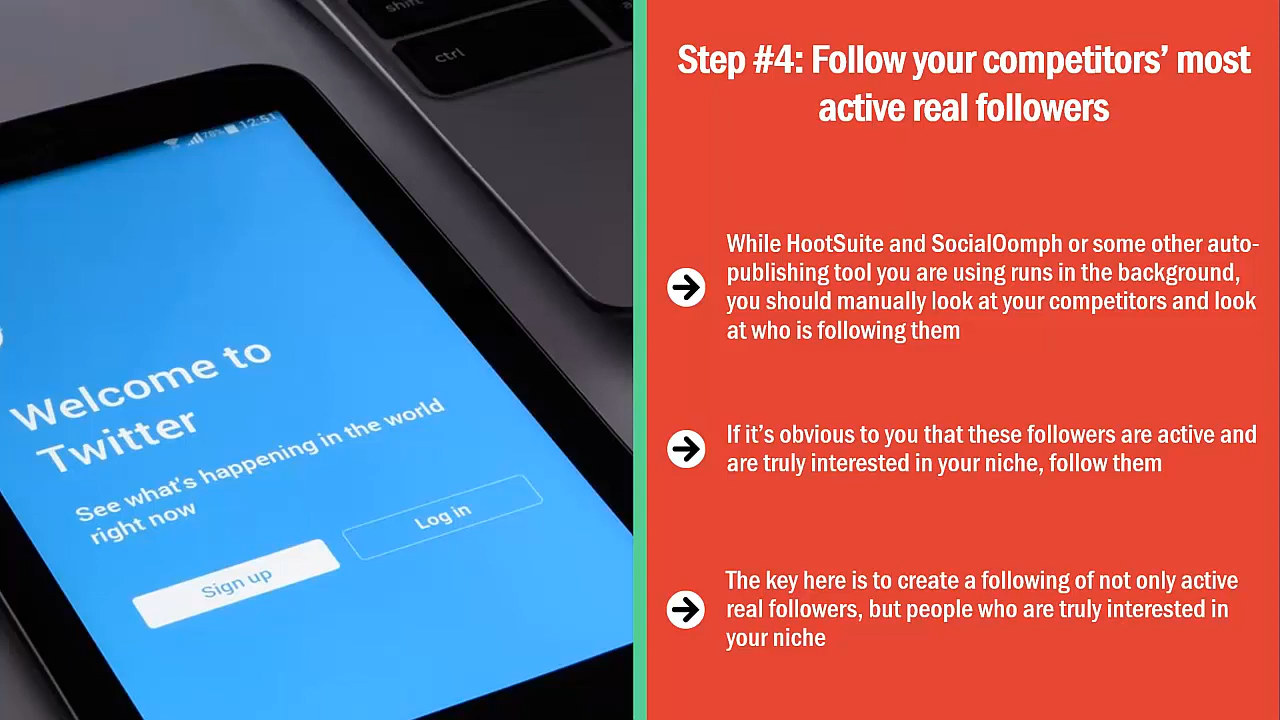 shift
ctrl
78% 12:51
Welcome to
Twitter
See what's happening in the world
right now
Sign up
Log in
Step #4: Follow your competitors’ most
active real followers
While HootSuite and SocialOomph or some other auto-
publishing tool you are using runs in the background,
you should manually look at your competitors and look
at who is following them
If it’s obvious to you that these followers are active and
are truly interested in your niche, follow them
The key here is to create a following of not only active
real followers, but people who are truly interested in
your niche